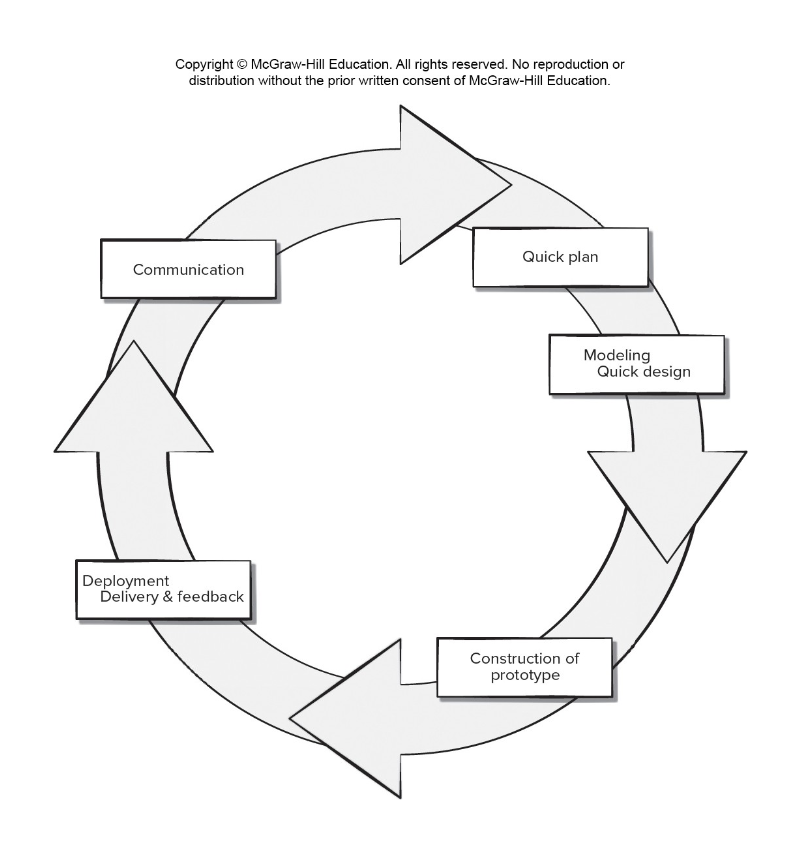 Copyright © McGraw-Hill Education. All rights reserved. No reproduction or
distribution without the prior written consent of McGraw-Hill Education.
Communication
Quick plan
Modeling
Quick design
Construction of
prototype
Deployment
Delivery & feedback